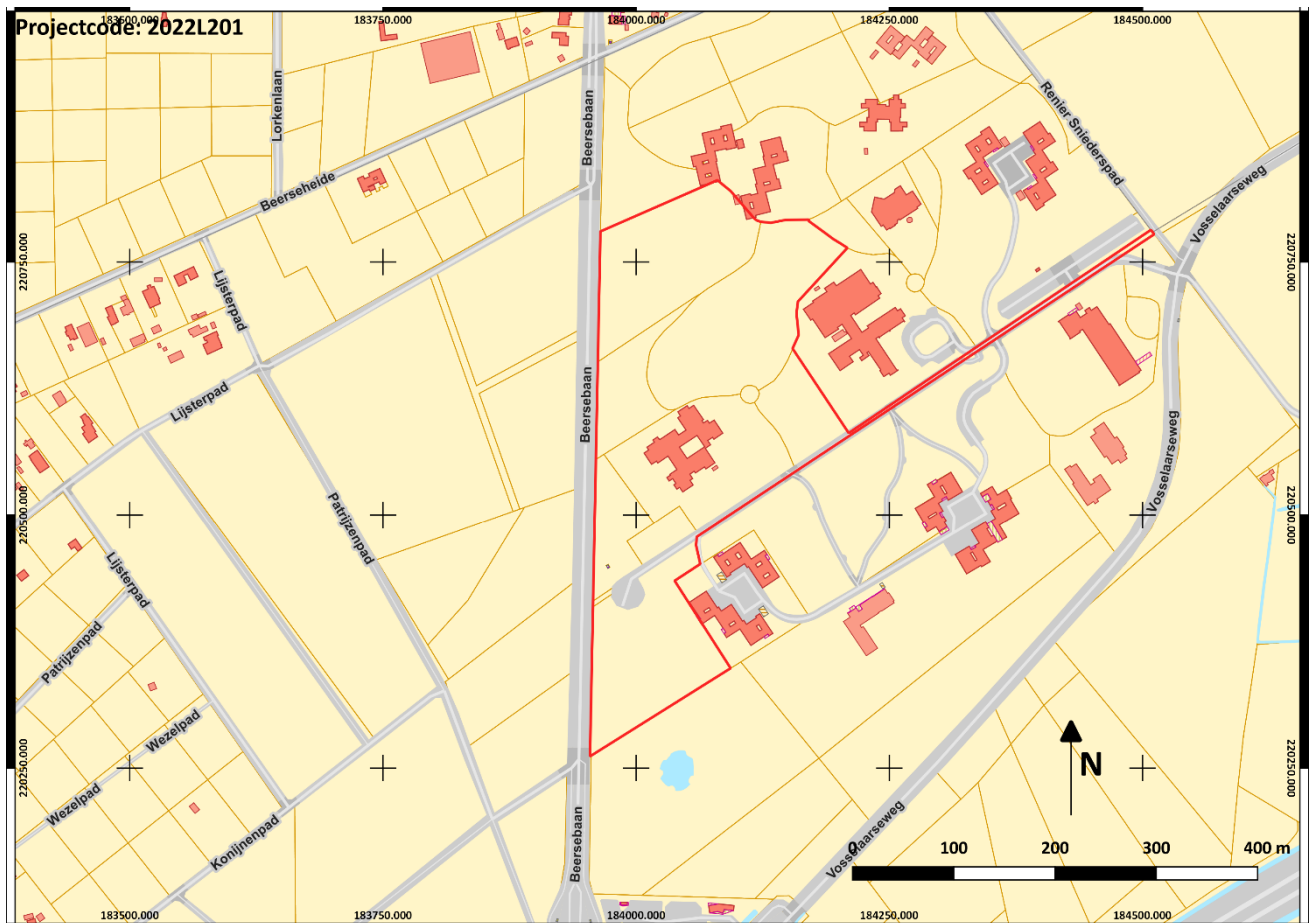 183500.000
183750.000
184000.000
184250.000
184500.000
Projectcode: 2022L201
Lorkenlaan
Beersebaan
Renier Sniederspad
Beerseheide
Vosselaarseweg
220750.000
220750.000
Lijsterpad
Beersebaan
Lijsterpad
Vosselaarseweg
Patrijzenpad
220500.000
220500.000
Lijsterpad
Patrijzenpad
Wezelpad
N
220250.000
220250.000
Wezelpad
Konijnenpad
Beersebaan
Vosselaarseweg
0
100
200
300
400 m
183500.000
183750.000
184000.000
184250.000
184500.000